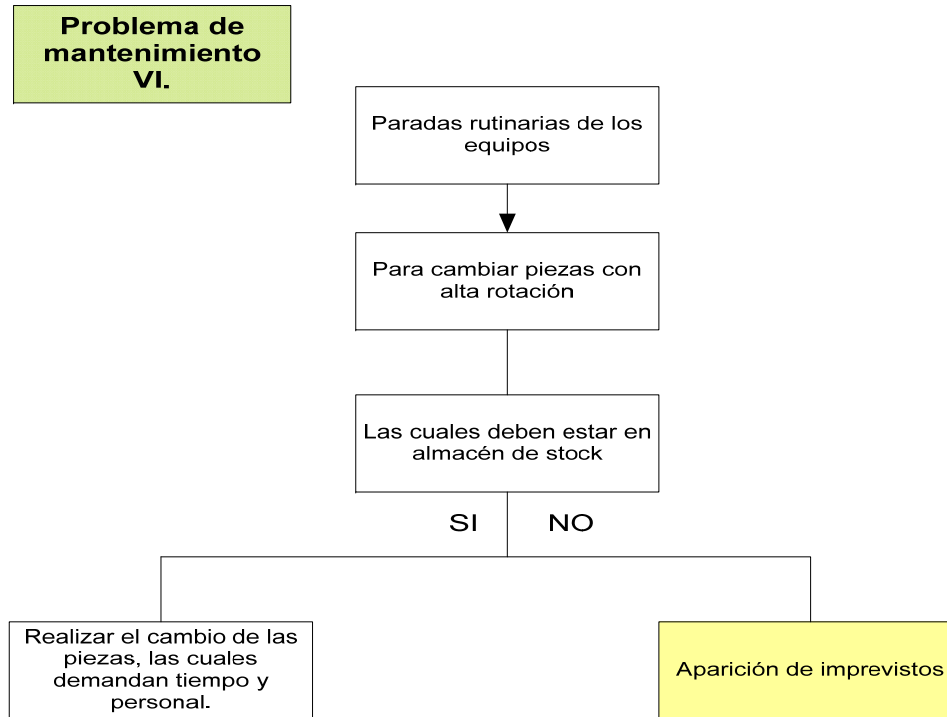 Problema de
mantenimiento
VI.
Paradas rutinarias de los
equipos
Para cambiar piezas con
alta rotación
Las cuales deben estar en
almacén de stock
SI NO
Realizar el cambio de las
piezas, las cuales
demandan tiempo y
personal.
Aparición de imprevistos